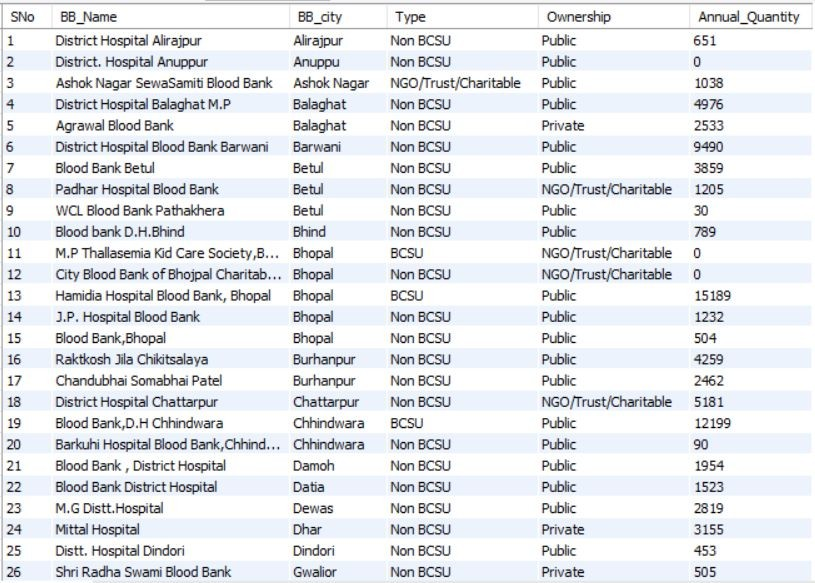 SNo BB_Name BB_city Type Ownership Annual_Quantity
1 District Hospital Alirajpur Alirajpur Non BCSU Public 651
2 District. Hospital Anuppur Anuppu Non BCSU Public 0
3 Ashok Nagar SewaSamiti Blood Bank Ashok Nagar NGO/Trust/Charitable Public 1038
4 District Hospital Balaghat M.P Balaghat Non BCSU Public 4976
5 Agrawal Blood Bank Balaghat Non BCSU Private 2533
6 District Hospital Blood Bank Barwani Barwani Non BCSU Public 9490
7 Blood Bank Betul Betul Non BCSU Public 3859
8 Padhar Hospital Blood Bank Betul Non BCSU NGO/Trust/Charitable 1205
9 WCL Blood Bank Pathakhera Betul Non BCSU Public 30
10 Blood bank D.H.Bhind Bhind Non BCSU Public 789
11 M.P Thallasemia Kid Care Society,B... Bhopal BCSU NGO/Trust/Charitable 0
12 City Blood Bank of Bhojpal Charitab... Bhopal Non BCSU NGO/Trust/Charitable 0
13 Hamidia Hospital Blood Bank, Bhopal Bhopal BCSU Public 15189
14 J.P. Hospital Blood Bank Bhopal Non BCSU Public 1232
15 Blood Bank,Bhopal Bhopal Non BCSU Public 504
16 Raktkosh Jila Chikitsalaya Burhanpur Non BCSU Public 4259
17 Chandubhai Somabhai Patel Burhanpur Non BCSU Public 2462
18 District Hospital Chattarpur Chattarpur Non BCSU NGO/Trust/Charitable 5181
19 Blood Bank,D.H Chhindwara Chhindwara BCSU Public 12199
20 Barkuhi Hospital Blood Bank,Chhind... Chhindwara Non BCSU Public 90
21 Blood Bank , District Hospital Damoh Non BCSU Public 1954
22 Blood Bank District Hospital Datia Non BCSU Public 1523
23 M.G Distt.Hospital Dewas Non BCSU Public 2819
24 Mittal Hospital Dhar Non BCSU Private 3155
25 Distt. Hospital Dindori Dindori Non BCSU Public 453
26 Shri Radha Swami Blood Bank Gwalior Non BCSU Private 505